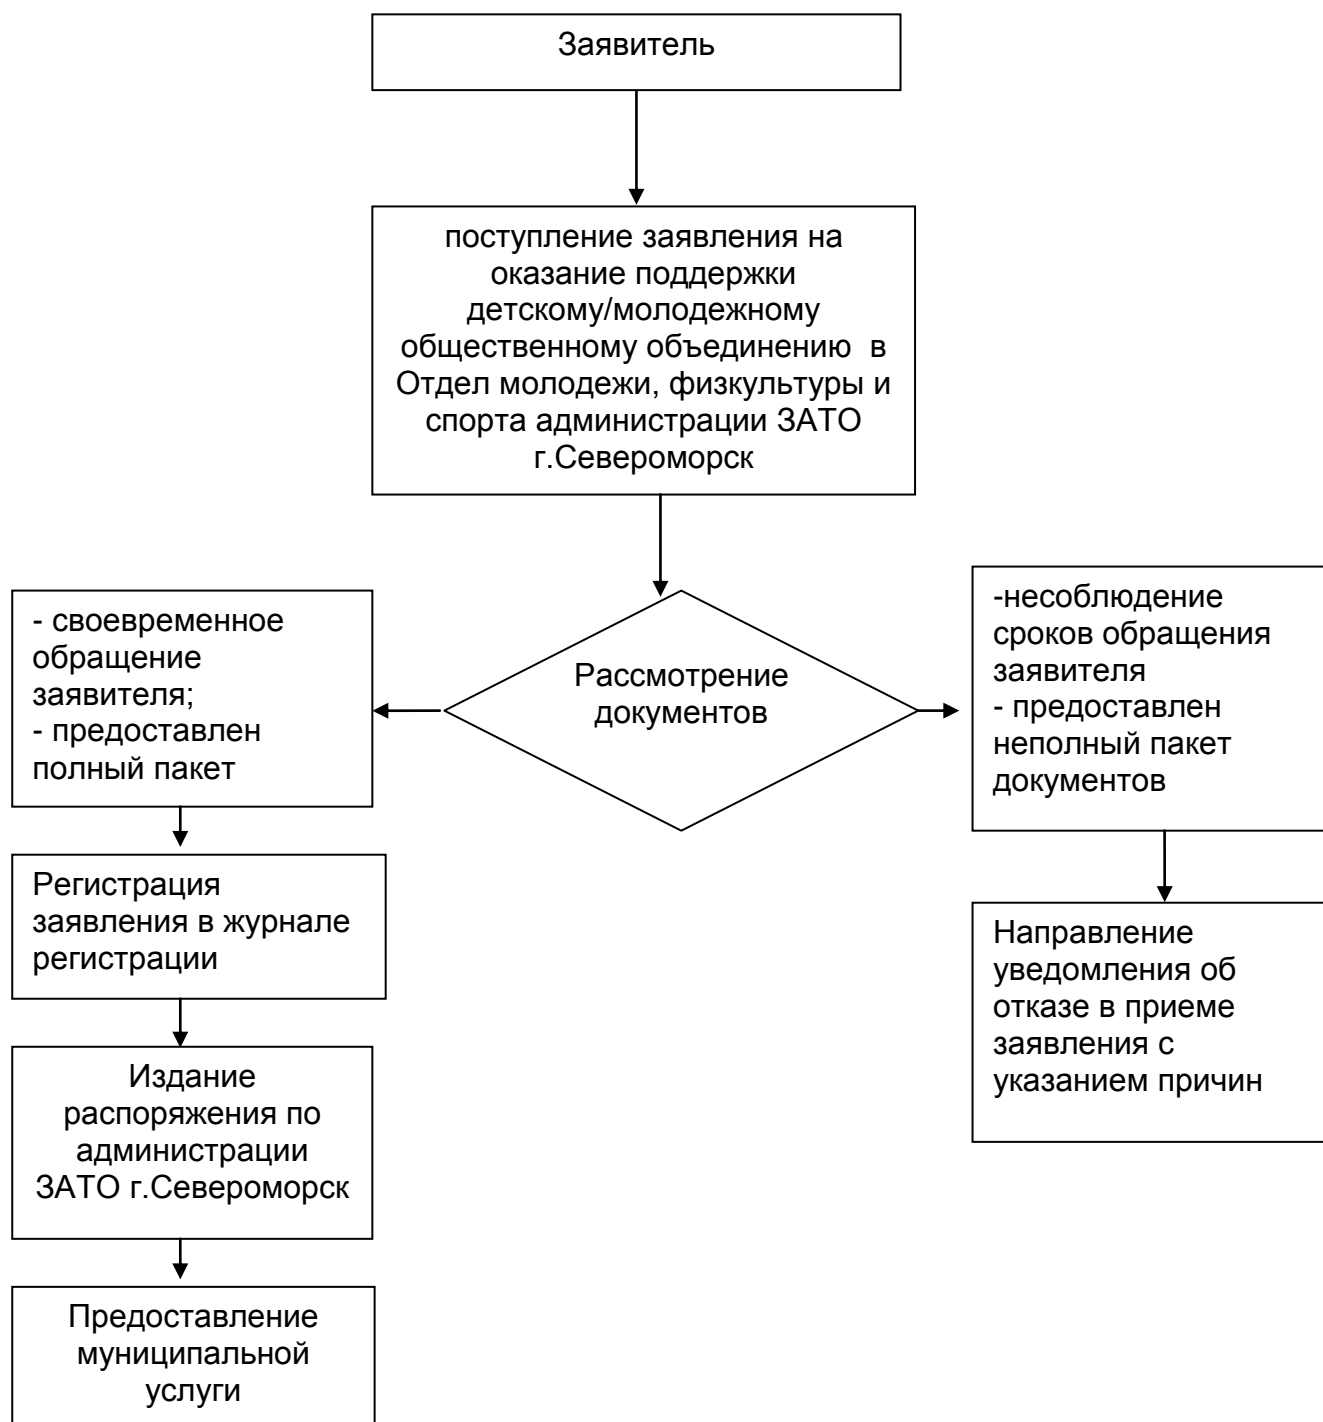 Заявитель
поступление заявления на
оказание поддержки
детскому/молодежному
общественному объединению  в
Отдел молодежи, физкультуры и
спорта администрации ЗАТО
г.Североморск
- своевременное
обращение
заявителя;
- предоставлен
полный пакет
Рассмотрение
документов
-несоблюдение
сроков обращения
заявителя
- предоставлен
неполный пакет
документов
Регистрация
заявления в журнале
регистрации
Направление
уведомления об
отказе в приеме
заявления с
указанием причин
Издание
распоряжения по
администрации
ЗАТО г.Североморск
Предоставление
муниципальной
услуги